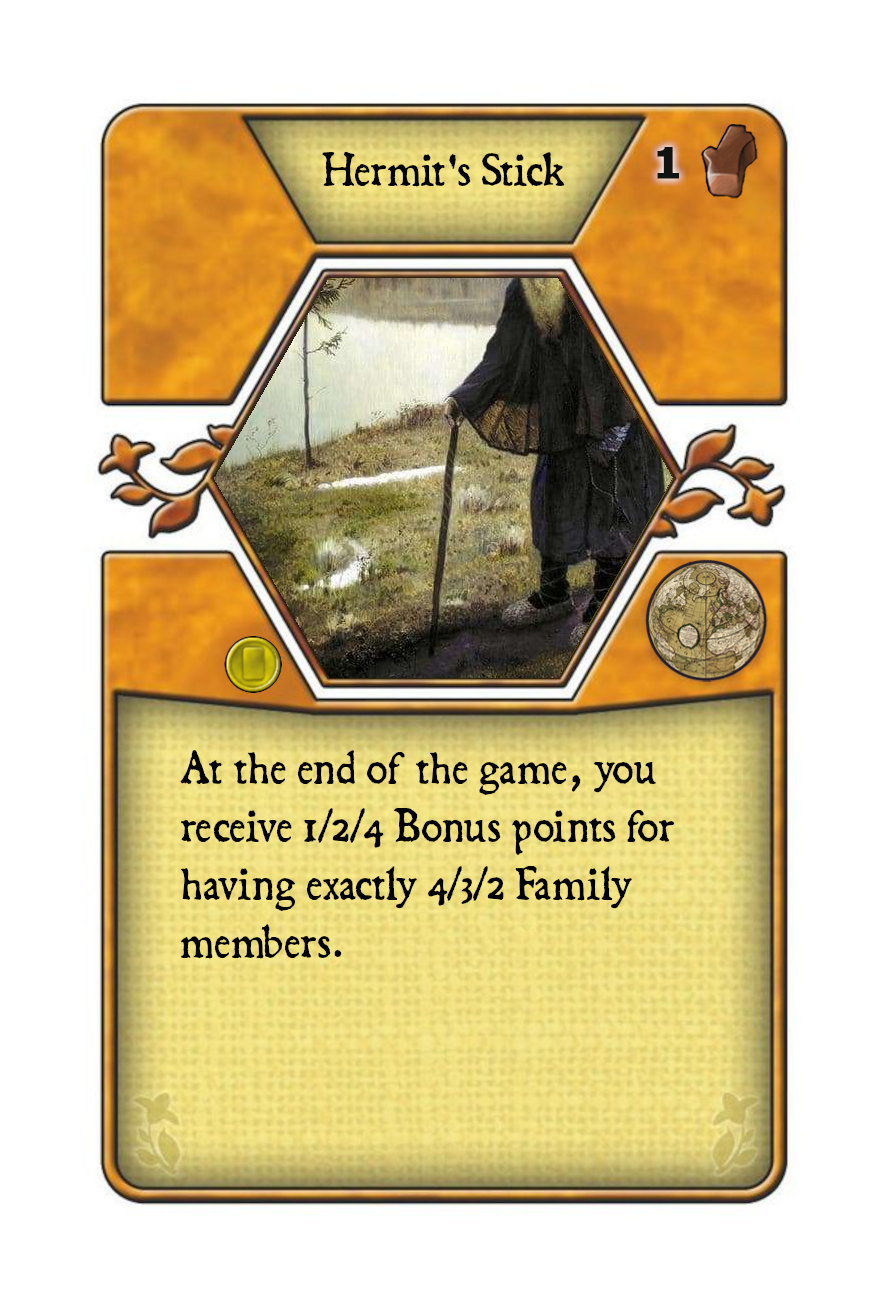 Hermit's Stick
1
At the end of the game, you
receive 1/2/4 Bonus points for
having exactly 4/3/2 Family
members.